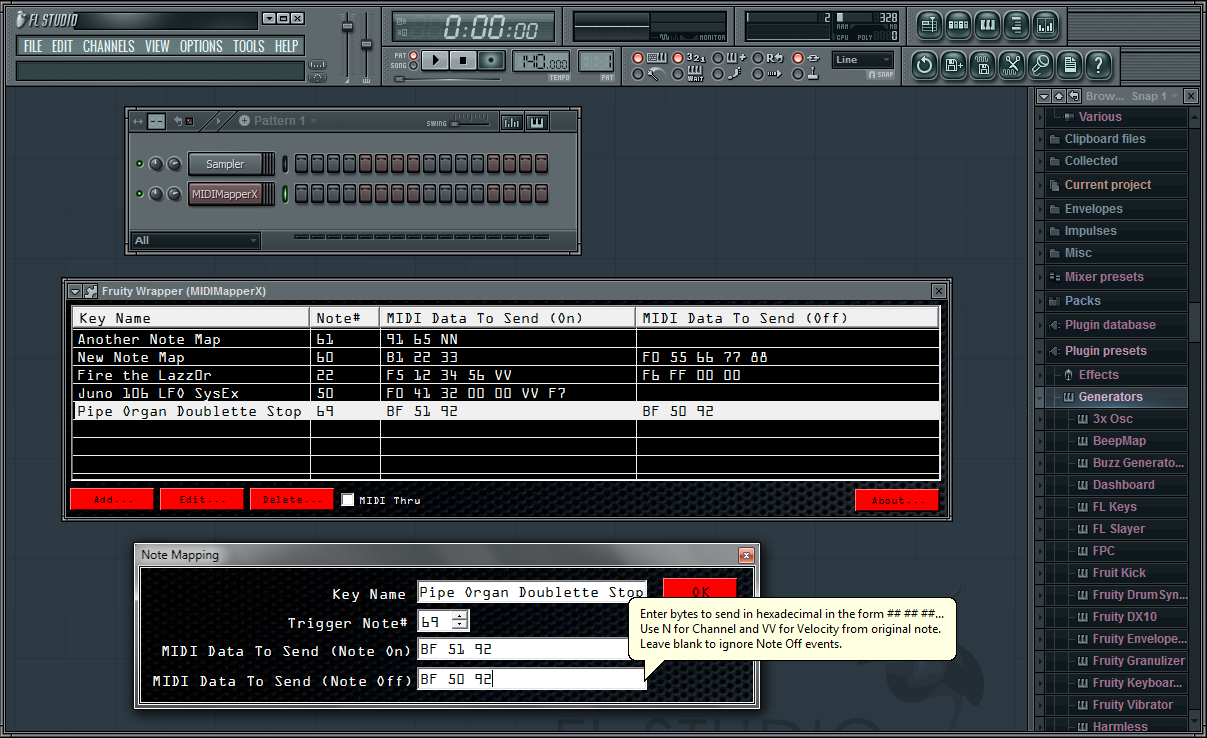 FL STUDIO
FILE EDIT CHANNELS VIEW OPTIONS TOOLS HELP
0:00:00
MONITOR
2
328
RAM
CPU POLY
PAT
SONG
140.000
TEMPO
PAT
3 2 1
WAIT
Line
SNAP
Brow... Snap 1
Pattern 1
SWING
Sampler
MIDIMapperX
All
Fruity Wrapper (MIDIMapperX)
Key Name Note# MIDI Data To Send (On) MIDI Data To Send (Off)
Another Note Map 61 91 65 NN
New Note Map 60 B1 22 33 F0 55 66 77 88
Fire the Lazz0r 22 F5 12 34 56 VV F6 FF 00 00
Juno 106 LFO SysEx 50 F0 41 32 00 00 VV F7
Pipe Organ Doublette Stop 69 BF 51 92 BF 50 92
Add... Edit... Delete... MIDI Thru About...
Note Mapping
Key Name Pipe Organ Doublette Stop OK
Trigger Note# 69
MIDI Data To Send (Note On) BF 51 92
MIDI Data To Send (Note Off) BF 50 92
Enter bytes to send in hexadecimal in the form ## ## ##...
Use N for Channel and VV for Velocity from original note.
Leave blank to ignore Note Off events.
Various
Clipboard files
Collected
Current project
Envelopes
Impulses
Misc
Mixer presets
Packs
Plugin database
Plugin presets
Effects
Generators
3x Osc
BeepMap
Buzz Generato...
Dashboard
FL Keys
FL Slayer
FPC
Fruit Kick
Fruity DrumSyn...
Fruity DX10
Fruity Envelope...
Fruity Granulizer
Fruity Keyboar...
Fruity Vibrator
Harmless
FL STUDIO